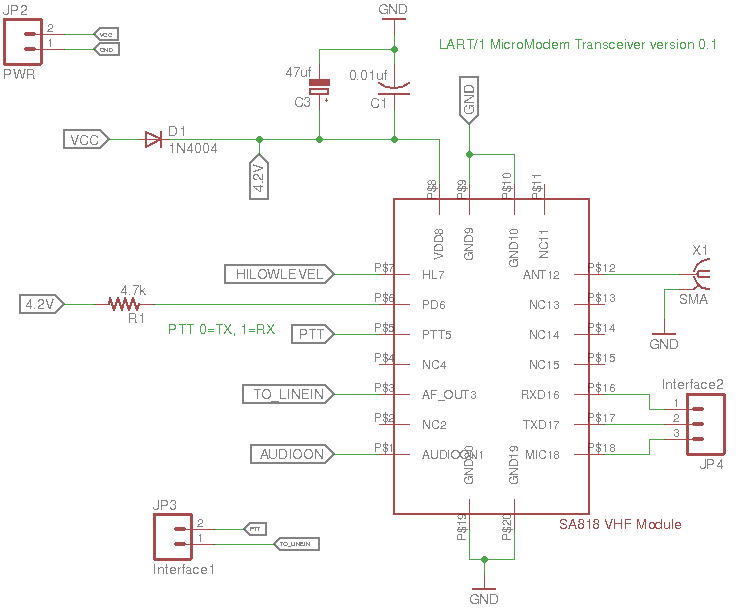 JP2
GND
LART/1 MicroModem Transceiver version 0.1
2
VCC
1
GND
PWR
47uf
0.01uf
C3
C1
GND
VCC
D1
1N4004
4.2V
P$8
P$9
P$10
P$11
VDD8
GND9
GND10
NC11
HILOWLEVEL
P$7
HL7
ANT12
P$12
X1
SMA
4.2V
4.7k
R1
P$6
PD6
NC13
P$13
PTT 0=TX, 1=RX
PTT
P$5
PTT5
NC14
P$14
GND
P$4
NC4
NC15
P$15
TO_LINEIN
P$3
AF_OUT3
RXD16
P$16
Interface2
1
P$2
NC2
TXD17
P$17
2
AUDIOON
P$1
AUDIOON1
MIC18
P$18
3
JP4
GND20
GND19
P$19
P$20
SA818 VHF Module
JP3
2
PTT
1
TO_LINEIN
Interface1
GND